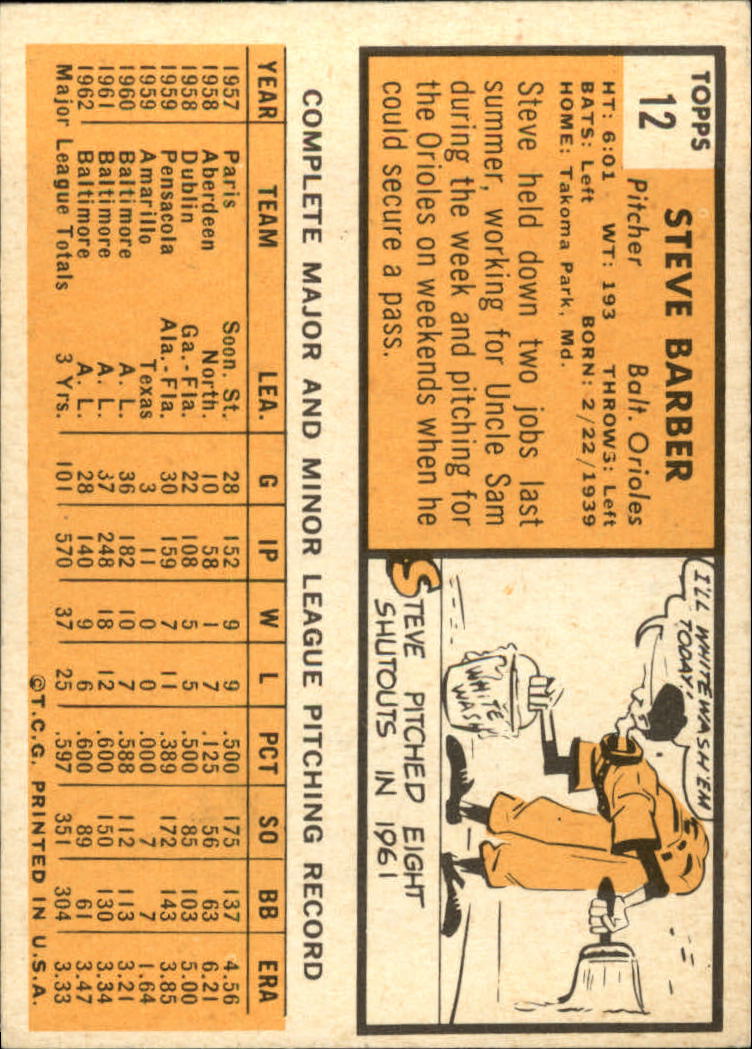 TOPPS
12
STEVE BARBER
Pitcher Balt. Orioles
HT: 6:01 WT: 193 THROWS: Left
BATS: Left BORN: 2/22/1939
HOME: Takoma Park, Md.
Steve held down two jobs last
summer, working for Uncle Sam
during the week and pitching for
the Orioles on weekends when he
could secure a pass.
I'LL WHITEWASH 'EM
TODAY!
WHITE
WASH
STEVE PITCHED EIGHT
SHUTOUTS IN 1961
COMPLETE MAJOR AND MINOR LEAGUE PITCHING RECORD
YEAR TEAM LEA. G IP W L PCT SO BB ERA
1957 Paris Soon. St. 28 152 9 9 .500 175 137 4.56
1958 Aberdeen North. 10 58 1 7 .125 56 63 6.21
1958 Dublin Ga.-Fla. 22 108 5 5 .500 85 103 5.00
1959 Pensacola Ala.-Fla. 30 159 7 11 .389 172 143 3.85
1959 Amarillo Texas 3 11 0 0 .000 7 7 1.64
1960 Baltimore A. L. 36 182 10 7 .588 112 113 3.21
1961 Baltimore A. L. 37 248 18 12 .600 150 130 3.34
1962 Baltimore A. L. 28 140 9 6 .600 89 61 3.47
Major League Totals 3 Yrs. 101 570 37 25 .597 351 304 3.33
©T.C.G. PRINTED IN U.S.A.